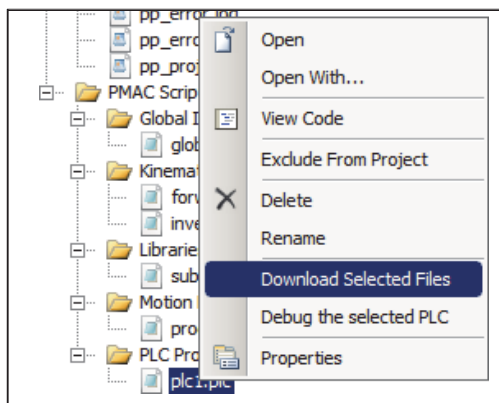 pp_error.log
pp_erro
pp_proj
PMAC Scrip
Global I
glob
Kinemat
forv
inve
Librarie
sub
Motion
pro
PLC Pro
plc1.plc
Open
Open With...
View Code
Exclude From Project
Delete
Rename
Download Selected Files
Debug the selected PLC
Properties